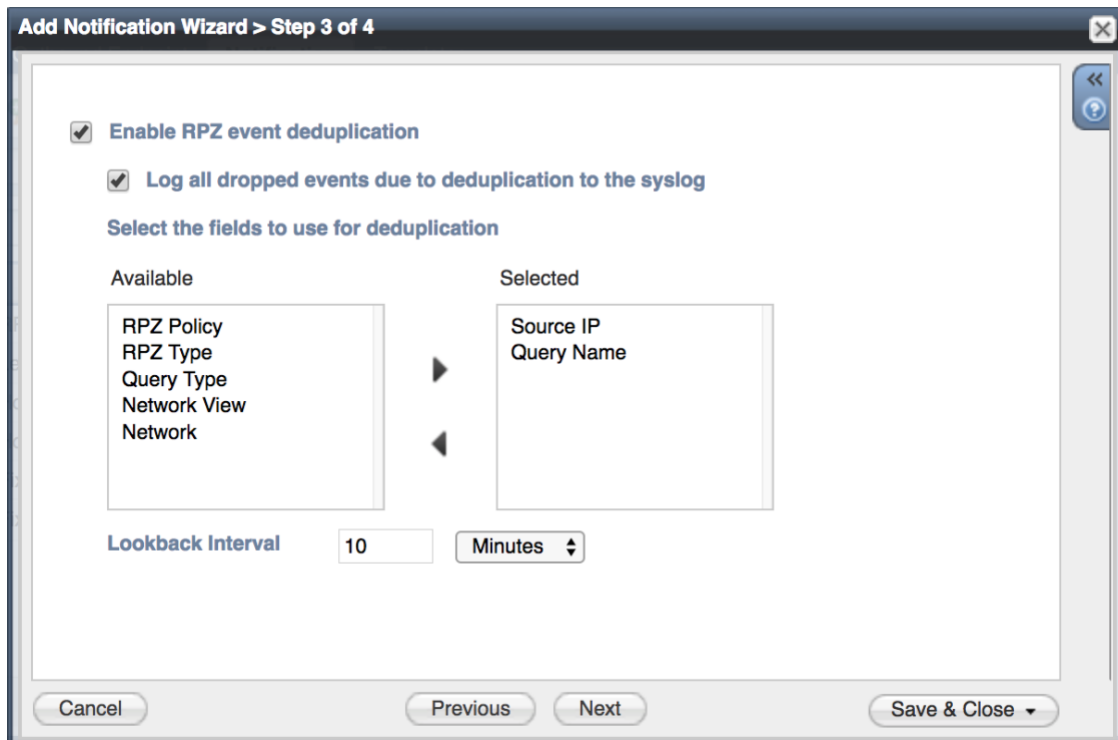 Add Notification Wizard > Step 3 of 4
Enable RPZ event deduplication
Log all dropped events due to deduplication to the syslog
Select the fields to use for deduplication
Available
Selected
RPZ Policy
RPZ Type
Query Type
Network View
Network
Source IP
Query Name
Lookback Interval 10 Minutes
Cancel Previous Next Save & Close